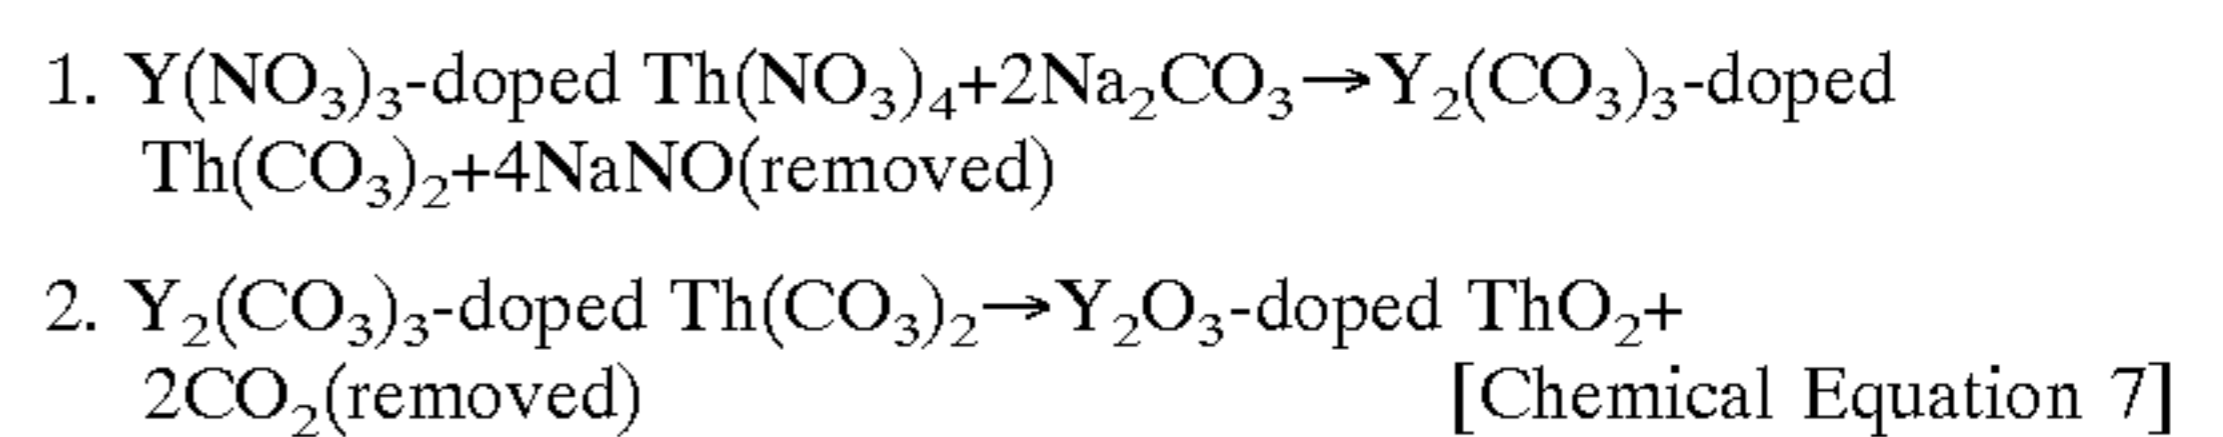 1. Y(NO₃)₃-doped Th(NO₃)₄+2Na₂CO₃→Y₂(CO₃)₃-doped
Th(CO₃)₂+4NaNO(removed)
2. Y₂(CO₃)₃-doped Th(CO₃)₂→Y₂O₃-doped ThO₂+
2CO₂(removed) [Chemical Equation 7]